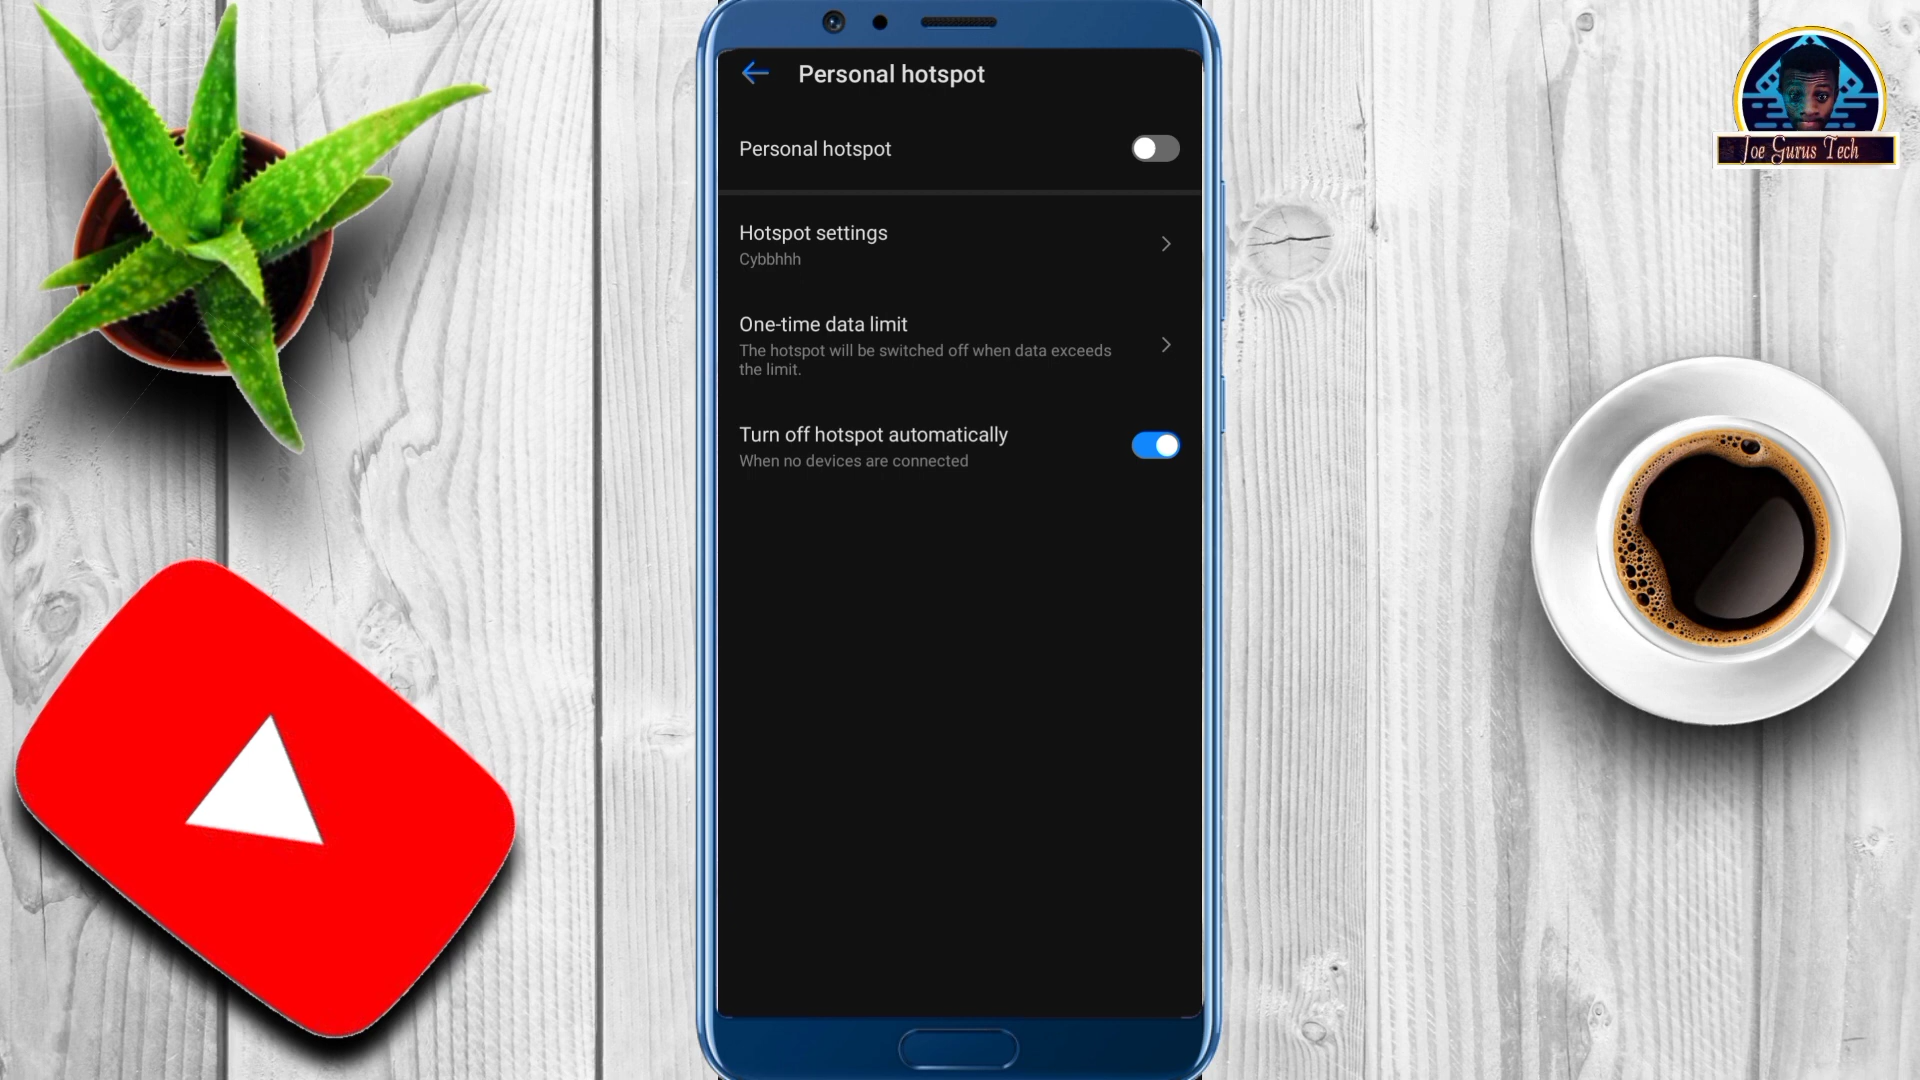 Personal hotspot
Joe Gurus Tech
Personal hotspot
Hotspot settings
Cybbhhh
One-time data limit
The hotspot will be switched off when data exceeds
the limit.
Turn off hotspot automatically
When no devices are connected